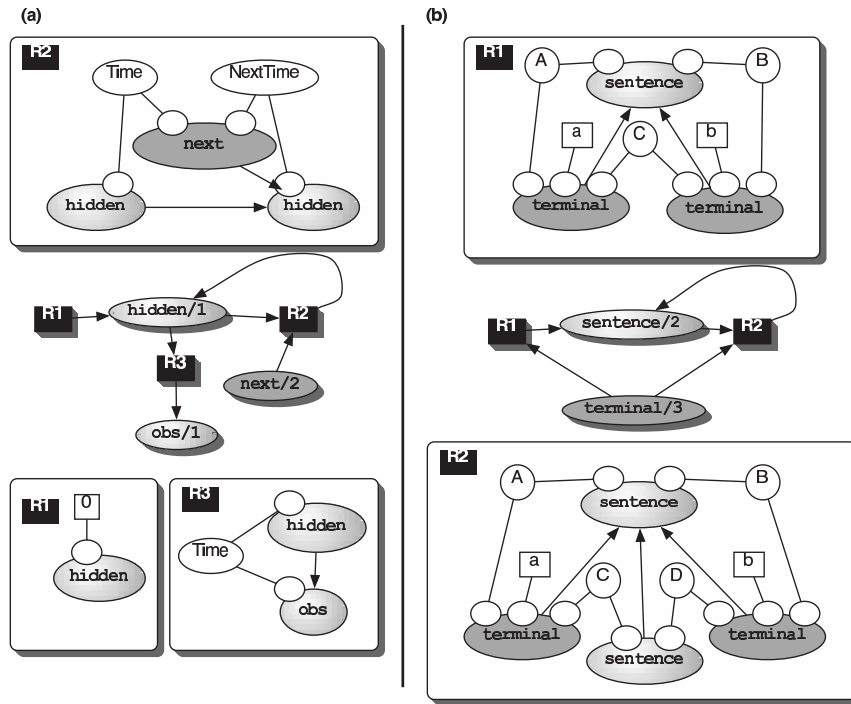 (a)
R2
Time
NextTime
next
hidden
hidden
R1
hidden/1
R2
R3
next/2
obs/1
R1
0
hidden
R3
hidden
Time
obs
(b)
R1
A
B
sentence
a
C
b
terminal
terminal
R1
sentence/2
R2
terminal/3
R2
A
B
sentence
a
C
D
b
terminal
terminal
sentence